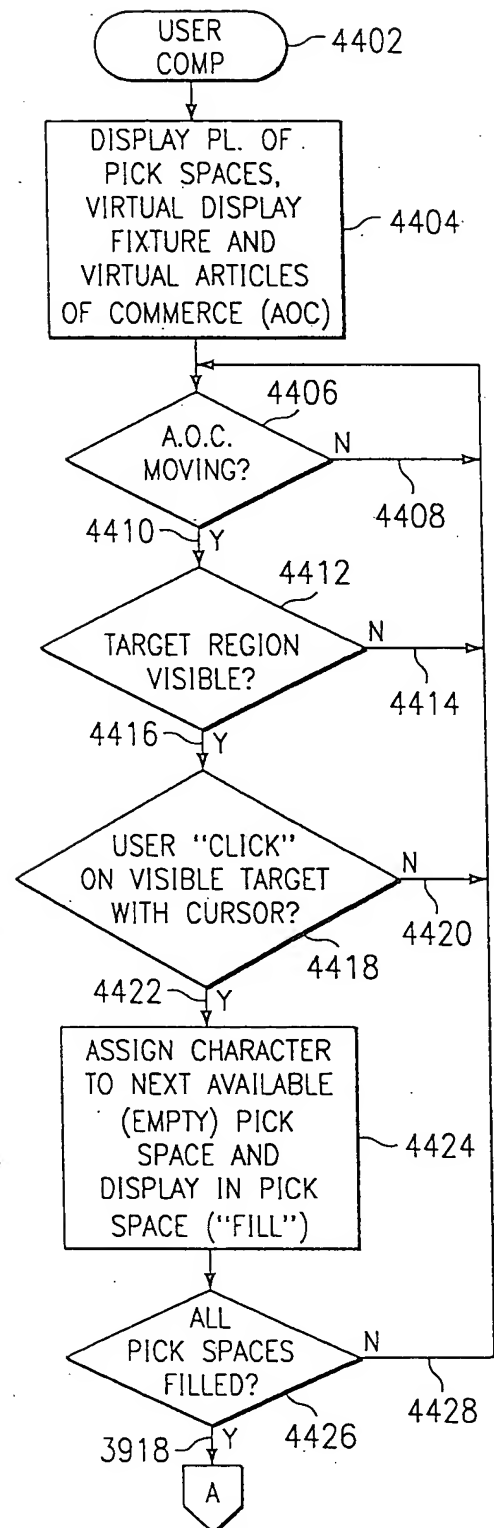 USER
COMP
4402
DISPLAY PL. OF
PICK SPACES,
VIRTUAL DISPLAY
FIXTURE AND
VIRTUAL ARTICLES
OF COMMERCE (AOC)
4404
4406
A.O.C.
MOVING?
N
4408
4410
Y
4412
TARGET REGION
VISIBLE?
N
4414
4416
Y
USER "CLICK"
ON VISIBLE TARGET
WITH CURSOR?
N
4420
4418
4422
Y
ASSIGN CHARACTER
TO NEXT AVAILABLE
(EMPTY) PICK
SPACE AND
DISPLAY IN PICK
SPACE ("FILL")
4424
ALL
PICK SPACES
FILLED?
N
4428
4426
3918
Y
A